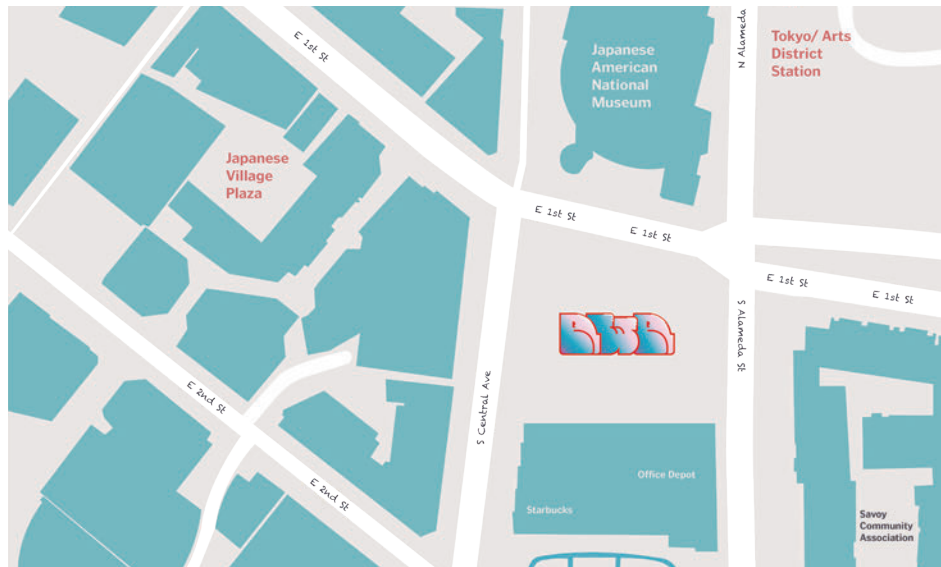 E 1st St
N Alameda
Tokyo/ Arts
District
Station
Japanese
American
National
Museum
Japanese
Village
Plaza
E 1st St
E 1st St
E 1st St
E 1st St
S Alameda St
E 2nd St
S Central Ave
E 2nd St
Office Depot
Starbucks
Savoy
Community
Association